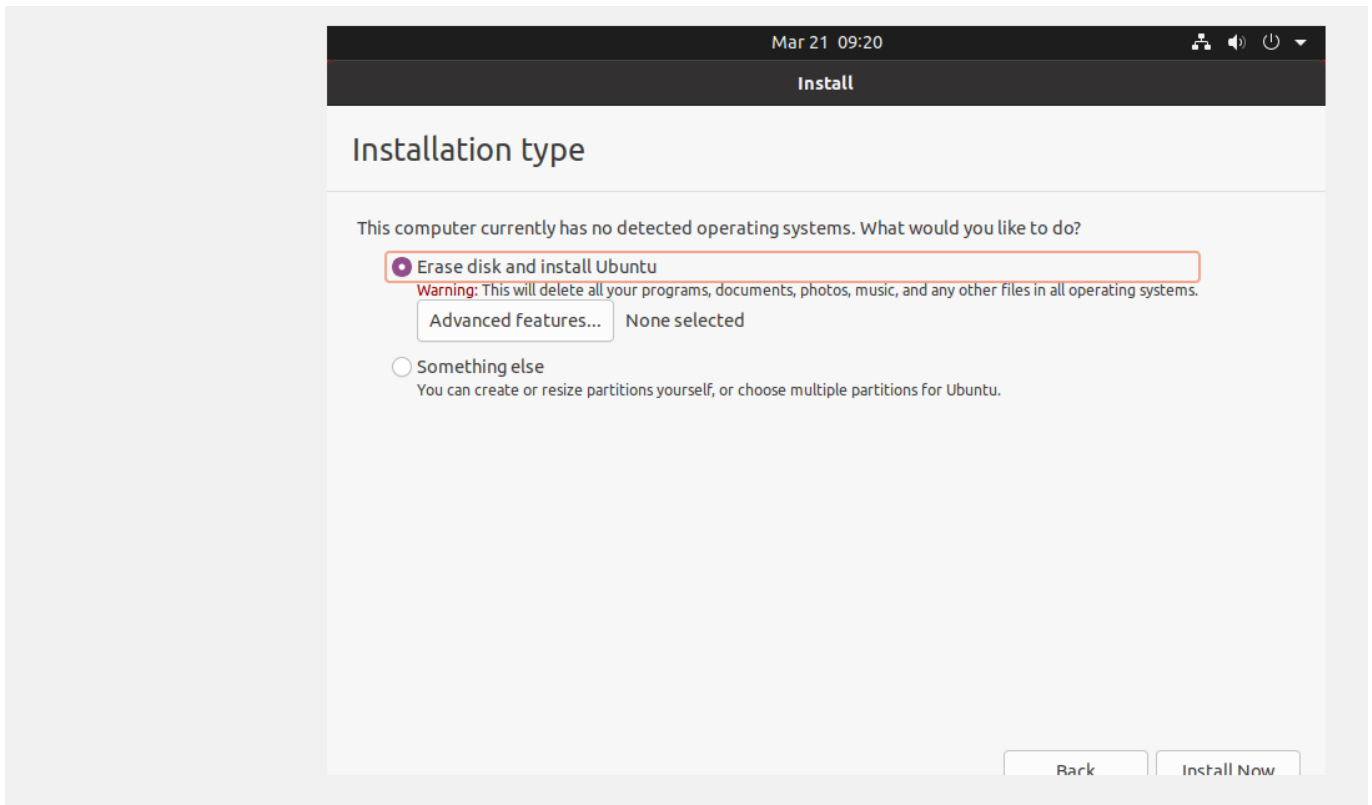 Mar 21 09:20
Install
Installation type
This computer currently has no detected operating systems. What would you like to do?
Erase disk and install Ubuntu
Warning: This will delete all your programs, documents, photos, music, and any other files in all operating systems.
Advanced features... None selected
Something else
You can create or resize partitions yourself, or choose multiple partitions for Ubuntu.
Back Install Now